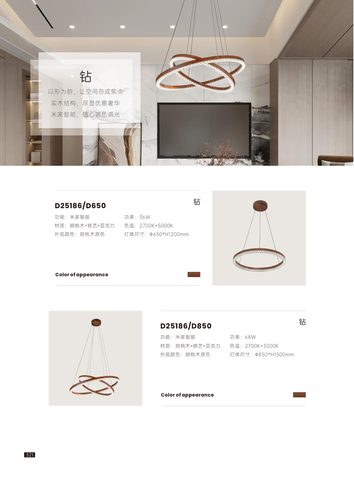 钻
以形为韵，让空间自成焦点
实木结构，尽显优雅奢华
米家智能，随心调色调光
D25186/D650
钻
功能：米家智能
功率：56W
材质：胡桃木+铁艺+亚克力
色温：2700K+5000K
外观颜色：胡桃木原色
灯体尺寸：Φ650*H1200mm
Color of appearance
D25186/D850
钻
功能：米家智能
功率：68W
材质：胡桃木+铁艺+亚克力
色温：2700K+5000K
外观颜色：胡桃木原色
灯体尺寸：Φ850*H1500mm
Color of appearance